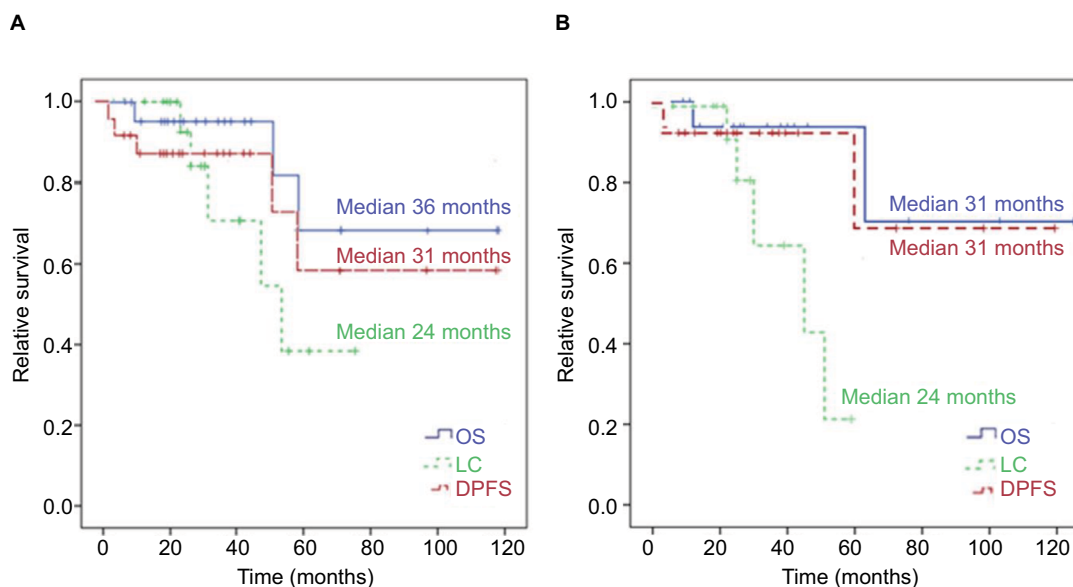 A
Relative survival
1.0
0.8
0.6
0.4
0.2
0.0
Median 36 months
Median 31 months
Median 24 months
OS
LC
DPFS
0 20 40 60 80 100 120
Time (months)
B
Relative survival
1.0
0.8
0.6
0.4
0.2
0.0
Median 31 months
Median 31 months
Median 24 months
OS
LC
DPFS
0 20 40 60 80 100 120
Time (months)